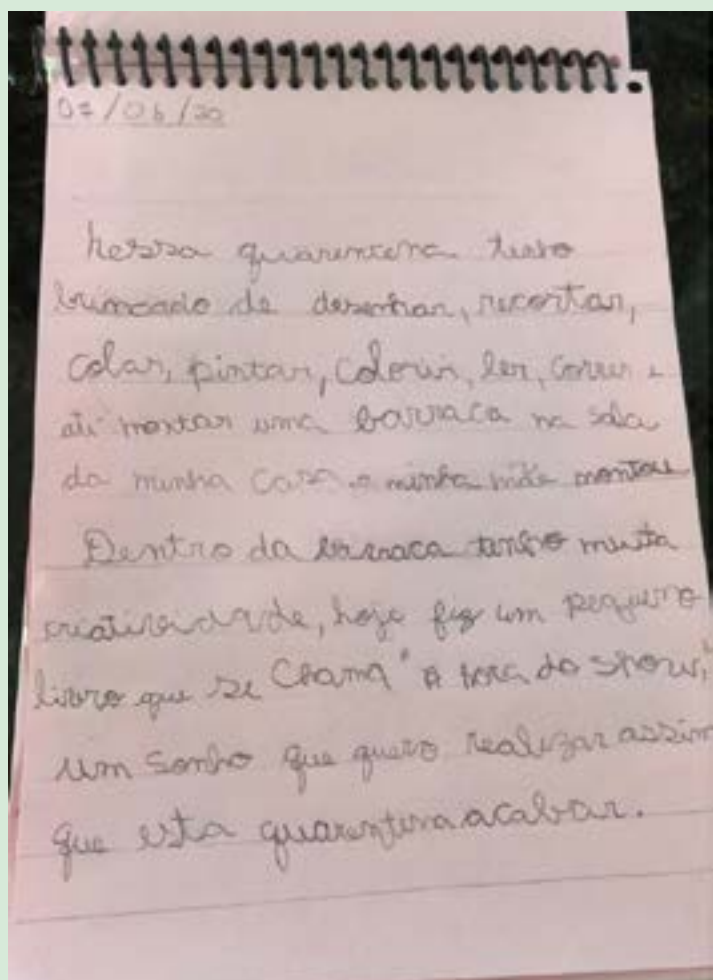 07/06/20
Nessa quarentena tenho
brincado de desenhar, recortar,
colar, pintar, colorir, ler, correr e
até montar uma barraca na sala
da minha casa, minha mãe montou
Dentro da barraca tenho muita
criatividade, hoje fiz um pequeno
livro que se chama "A hora do show",
um sonho que quero realizar assim
que esta quarentena acabar.